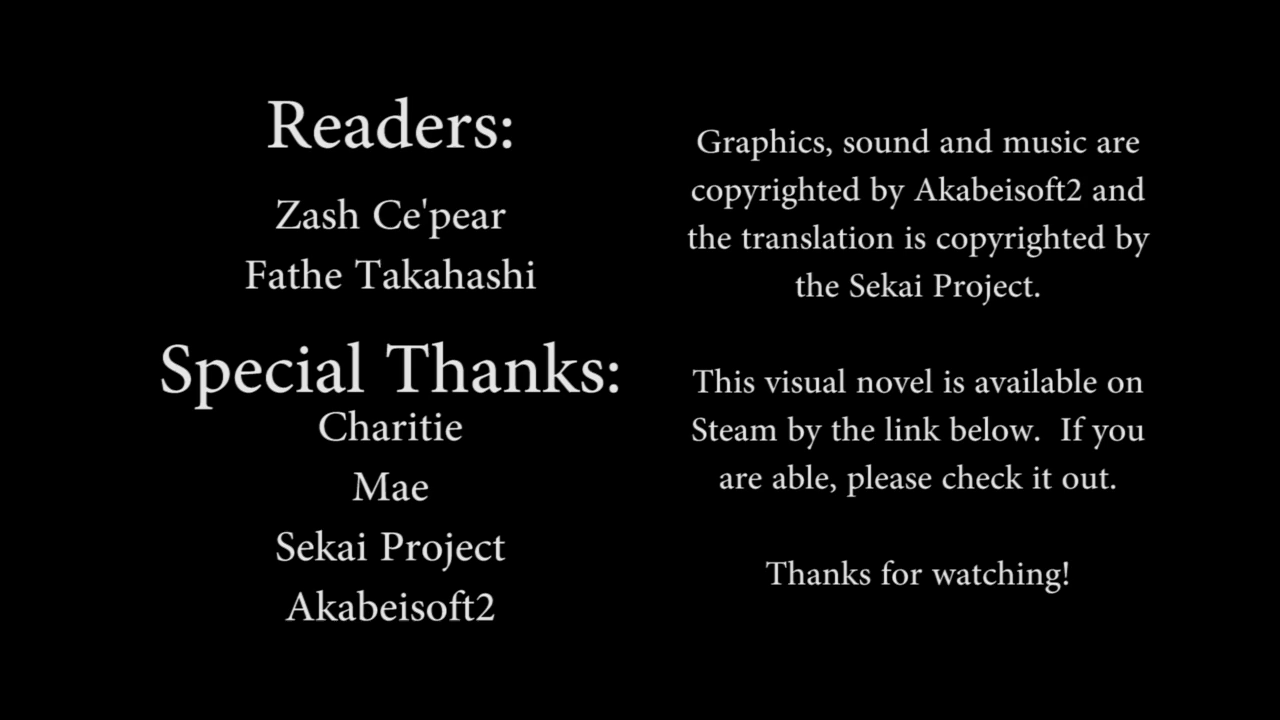 Readers:
Zash Ce'pear
Fathe Takahashi
Special Thanks:
Charitie
Mae
Sekai Project
Akabeisoft2
Graphics, sound and music are
copyrighted by Akabeisoft2 and
the translation is copyrighted by
the Sekai Project.
This visual novel is available on
Steam by the link below.  If you
are able, please check it out.
Thanks for watching!